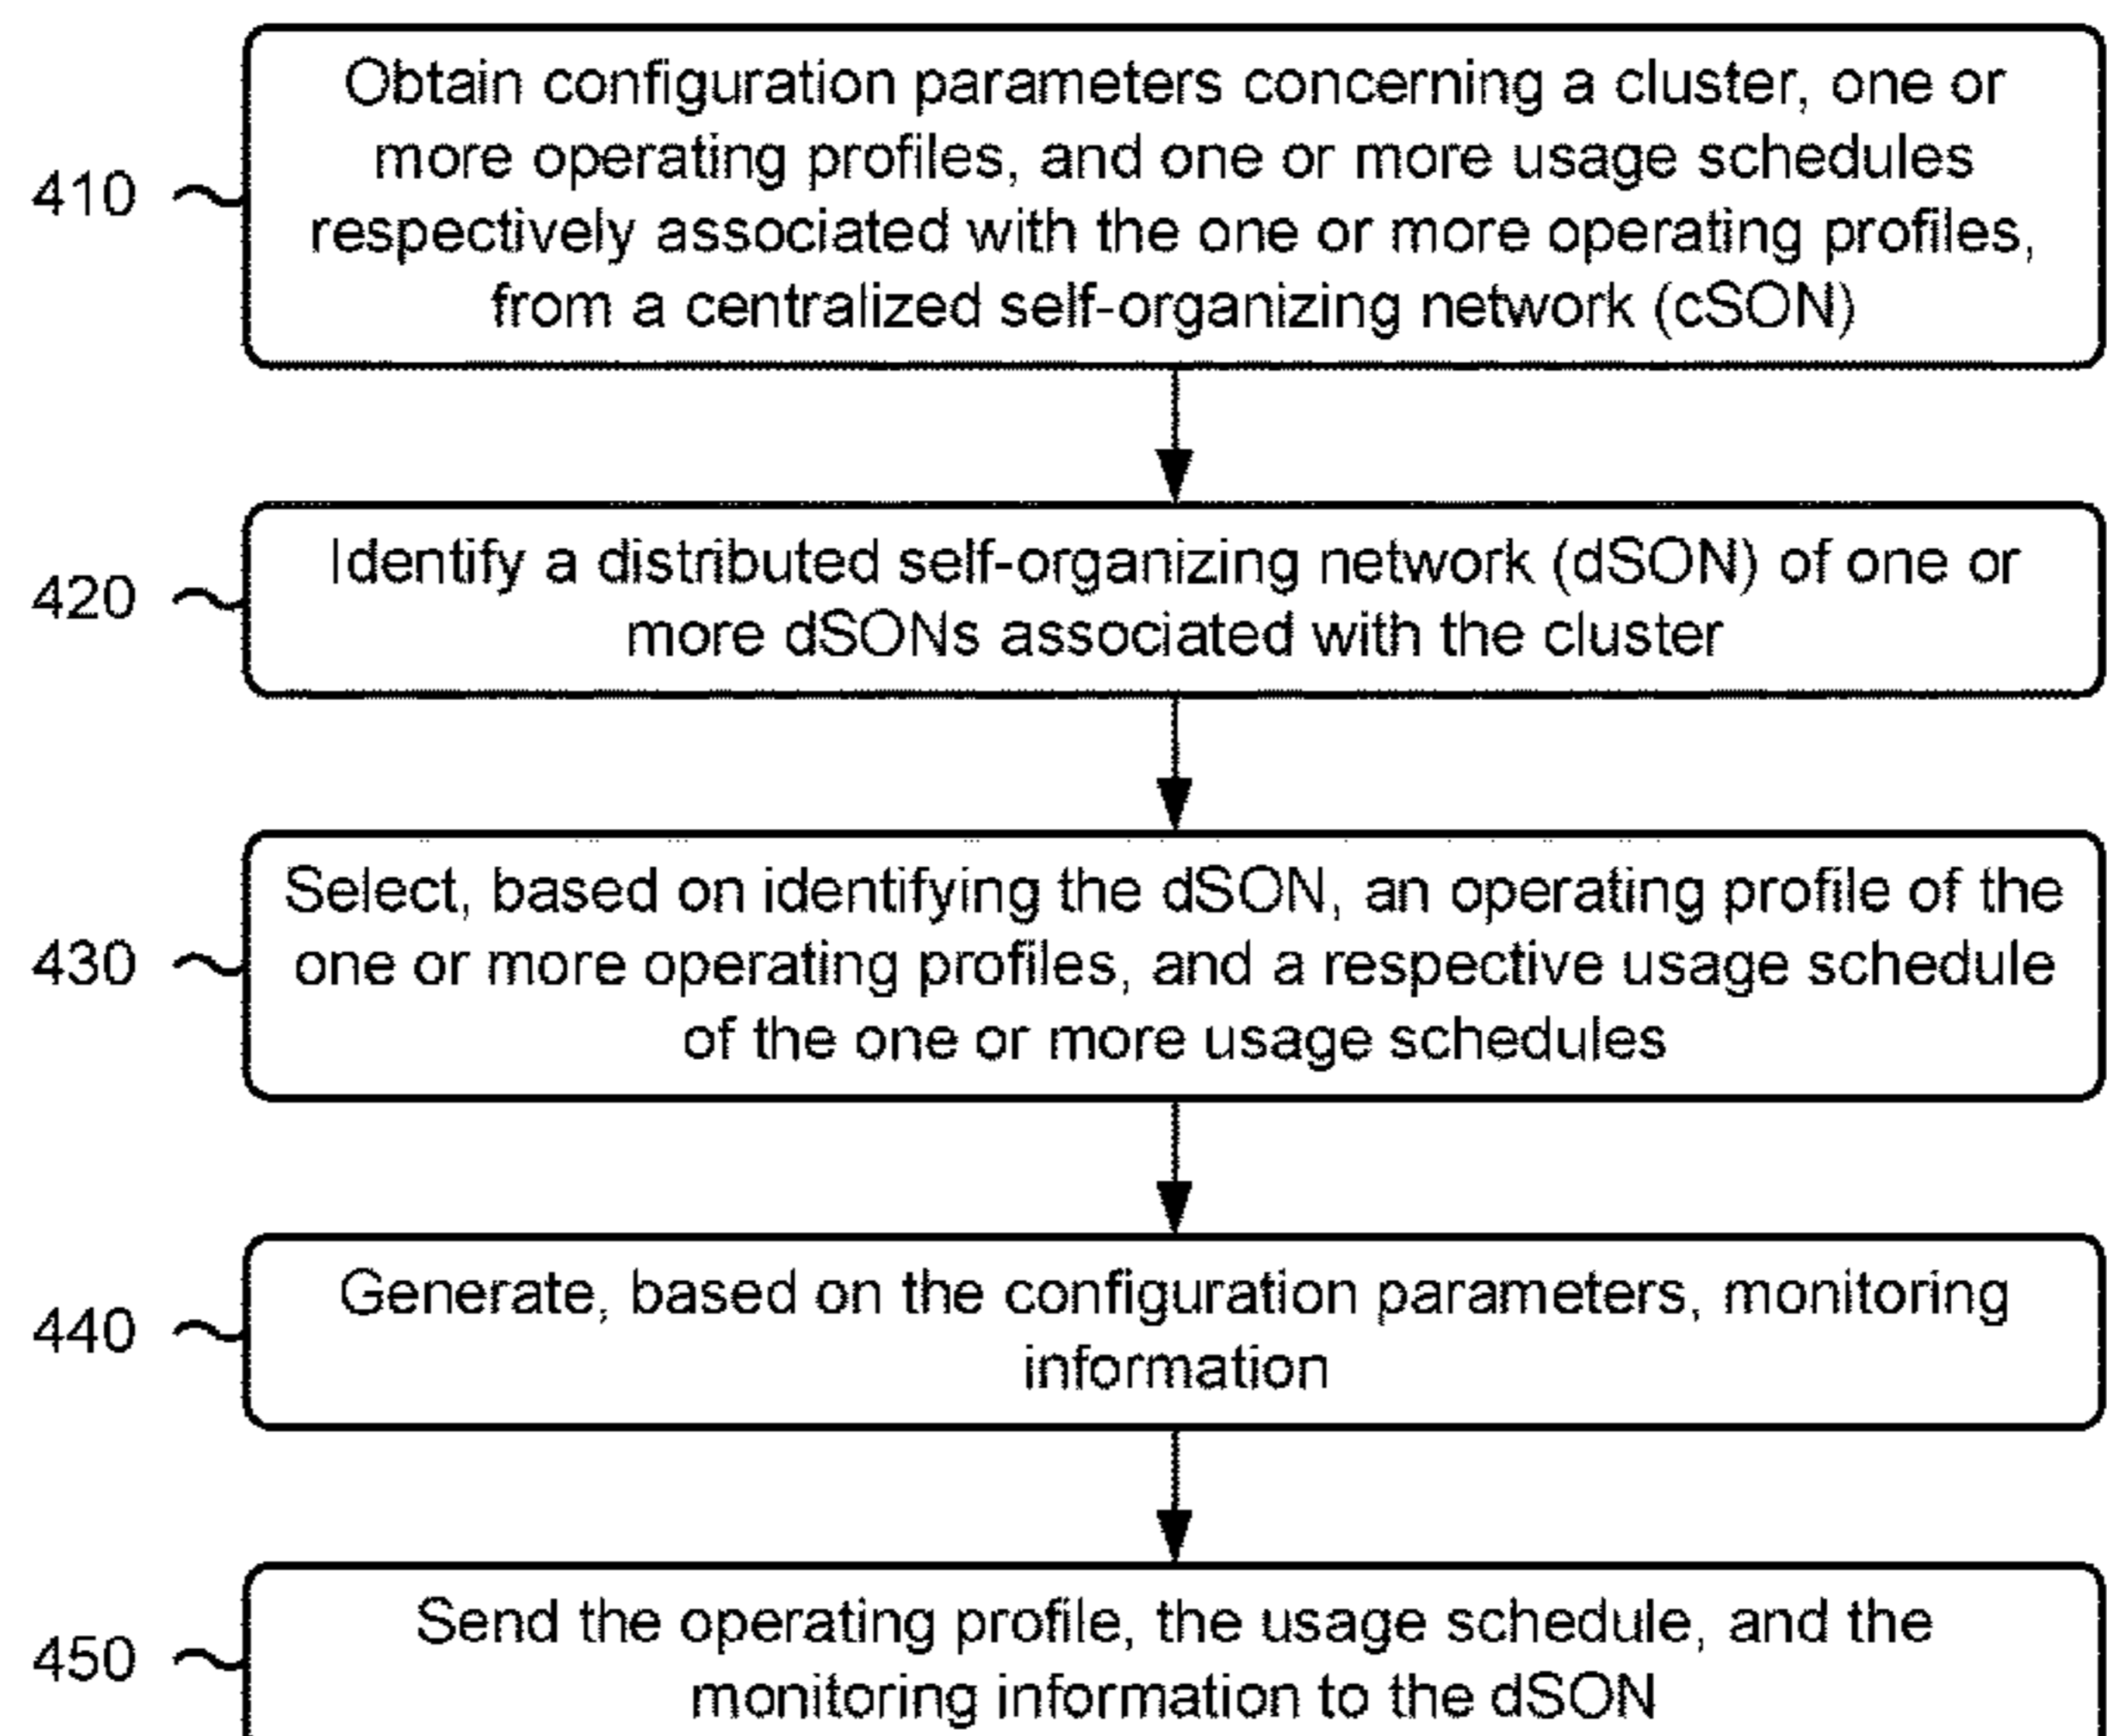 Obtain configuration parameters concerning a cluster, one or
more operating profiles, and one or more usage schedules
410
respectively associated with the one or more operating profiles,
from a centralized self-organizing network (cSON)
Identify a distributed self-organizing network (dSON) of one or
420
more dSONs associated with the cluster
Select, based on identifying the dSON, an operating profile of the
430
one or more operating profiles, and a respective usage schedule
of the one or more usage schedules
Generate, based on the configuration parameters, monitoring
440
information
Send the operating profile, the usage schedule, and the
450
monitoring information to the dSON